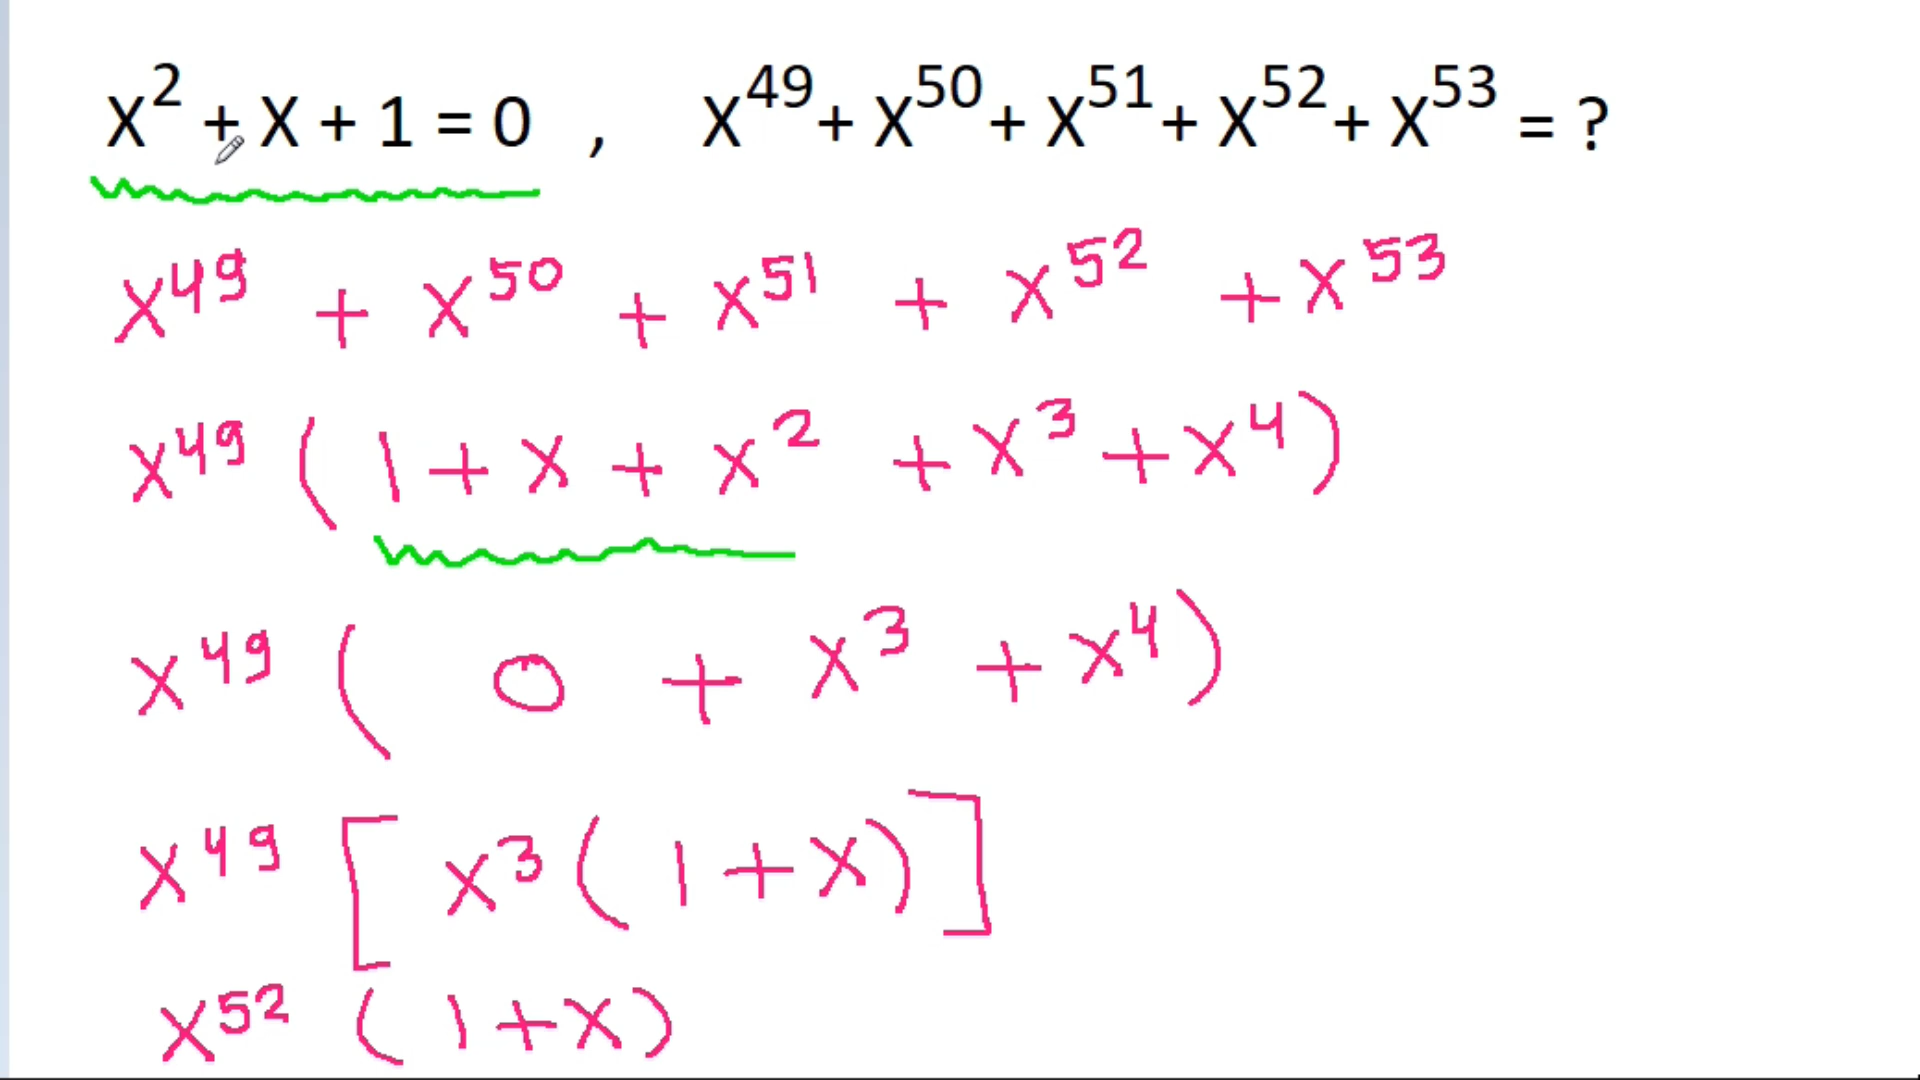 X² + X + 1 = 0 , X⁴⁹ + X⁵⁰ + X⁵¹ + X⁵² + X⁵³ = ?
x⁴⁹ + x⁵⁰ + x⁵¹ + x⁵² + x⁵³
x⁴⁹ ( 1 + x + x² + x³ + x⁴ )
x⁴⁹ ( 0 + x³ + x⁴ )
x⁴⁹ [ x³ ( 1 + x ) ]
x⁵² ( 1 + x )